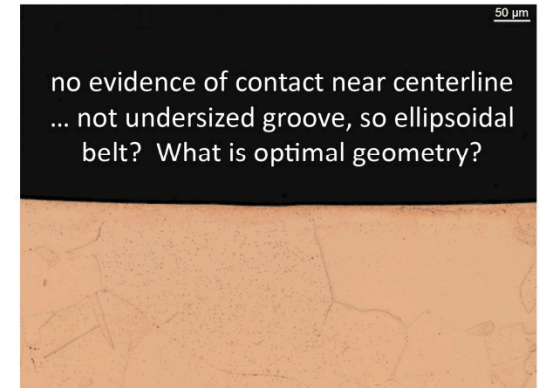 50 µm
no evidence of contact near centerline
... not undersized groove, so ellipsoidal
belt? What is optimal geometry?